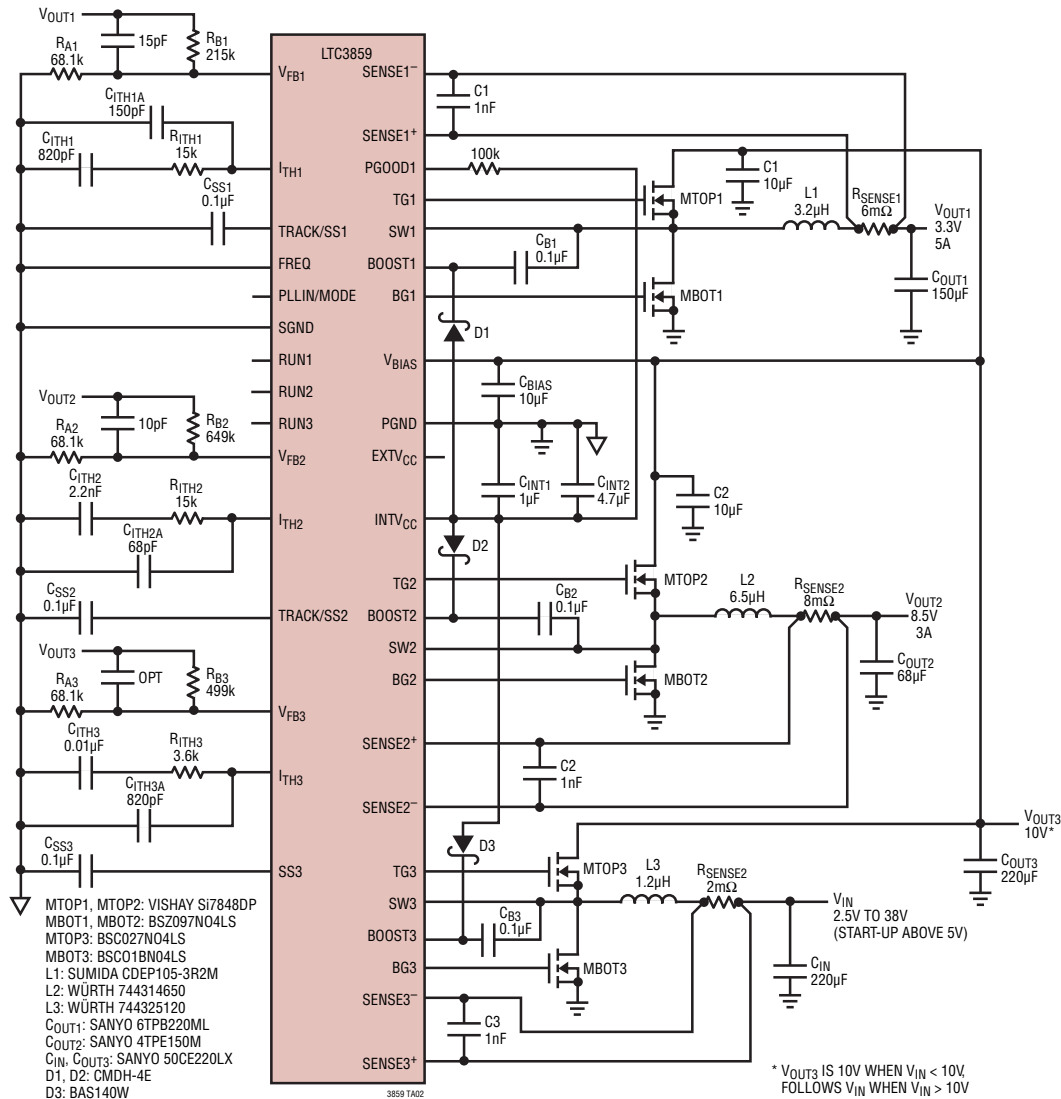 VOUT1
RA1
68.1k
15pF
RB1
215k
VFB1
CITH1A
150pF
CITH1
820pF
RITH1
15k
ITH1
CSS1
0.1µF
TRACK/SS1
FREQ
PLLIN/MODE
SGND
RUN1
RUN2
RUN3
VOUT2
RA2
68.1k
10pF
RB2
649k
VFB2
CITH2
2.2nF
RITH2
15k
ITH2
CITH2A
68pF
CSS2
0.1µF
TRACK/SS2
VOUT3
RA3
68.1k
OPT
RB3
499k
VFB3
CITH3
0.01µF
RITH3
3.6k
ITH3
CITH3A
820pF
CSS3
0.1µF
SS3
LTC3859
SENSE1–
SENSE1+
PGOOD1
TG1
SW1
BOOST1
BG1
VBIAS
PGND
EXTVCC
INTVCC
TG2
BOOST2
SW2
BG2
SENSE2+
SENSE2–
TG3
SW3
BOOST3
BG3
SENSE3–
SENSE3+
C1
1nF
100k
MTOP1
C1
10µF
L1
3.2µH
RSENSE1
6mΩ
VOUT1
3.3V
5A
CB1
0.1µF
MBOT1
COUT1
150µF
D1
CBIAS
10µF
CINT1
1µF
CINT2
4.7µF
C2
10µF
D2
MTOP2
L2
6.5µH
RSENSE2
8mΩ
VOUT2
8.5V
3A
CB2
0.1µF
MBOT2
COUT2
68µF
C2
1nF
VOUT3
10V*
D3
MTOP3
L3
1.2µH
RSENSE2
2mΩ
COUT3
220µF
VIN
2.5V TO 38V
(START-UP ABOVE 5V)
CB3
0.1µF
MBOT3
CIN
220µF
C3
1nF
MTOP1, MTOP2: VISHAY Si7848DP
MBOT1, MBOT2: BSZ097NO4LS
MTOP3: BSC027NO4LS
MBOT3: BSCO1BNO4LS
L1: SUMIDA CDEP105-3R2M
L2: WÜRTH 744314650
L3: WÜRTH 744325120
COUT1: SANYO 6TPB220ML
COUT2: SANYO 4TPE150M
CIN, COUT3: SANYO 50CE220LX
D1, D2: CMDH-4E
D3: BAS140W
3859 TA02
* VOUT3 IS 10V WHEN VIN < 10V,
FOLLOWS VIN WHEN VIN > 10V